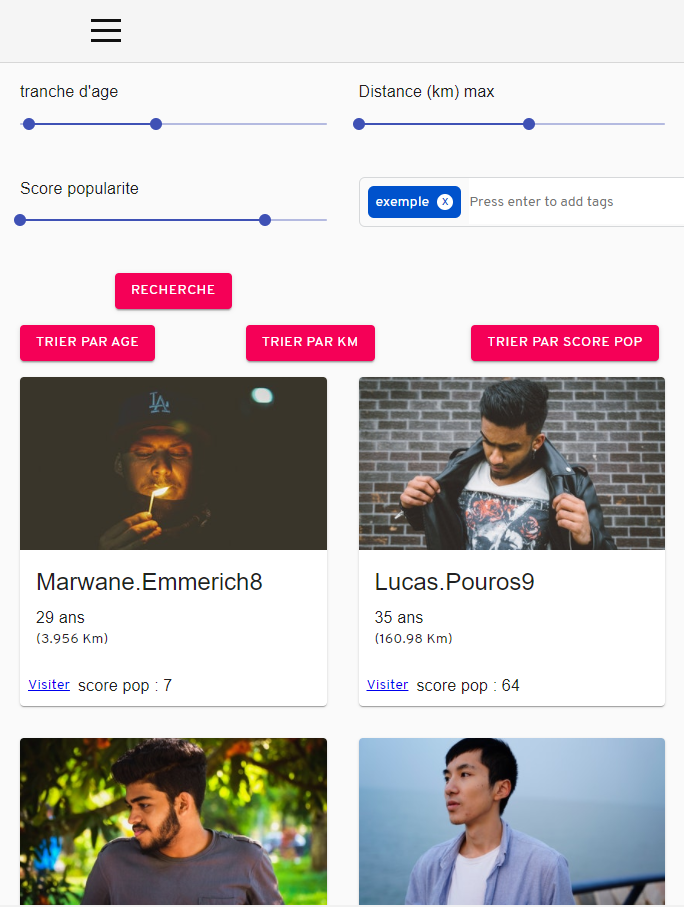 tranche d'age
Distance (km) max
Score popularite
exemple x
Press enter to add tags
RECHERCHE
TRIER PAR AGE
TRIER PAR KM
TRIER PAR SCORE POP
LA
Marwane.Emmerich8
29 ans
(3.956 Km)
Visiter score pop : 7
Lucas.Pouros9
35 ans
(160.98 Km)
Visiter score pop : 64